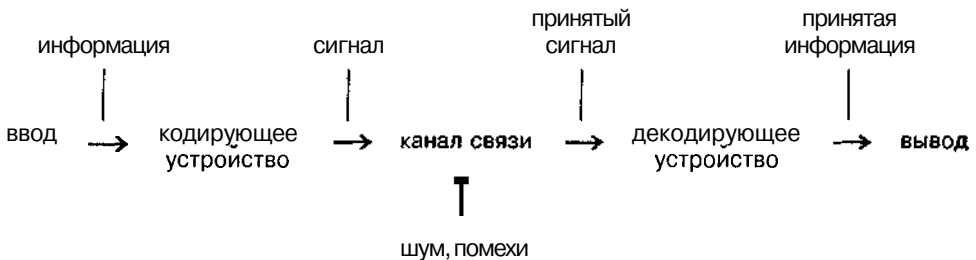 принятый принятая
информация сигнал сигнал информация
ввод кодирующее канал связи декодирующее вывод
устройство устройство
шум, помехи